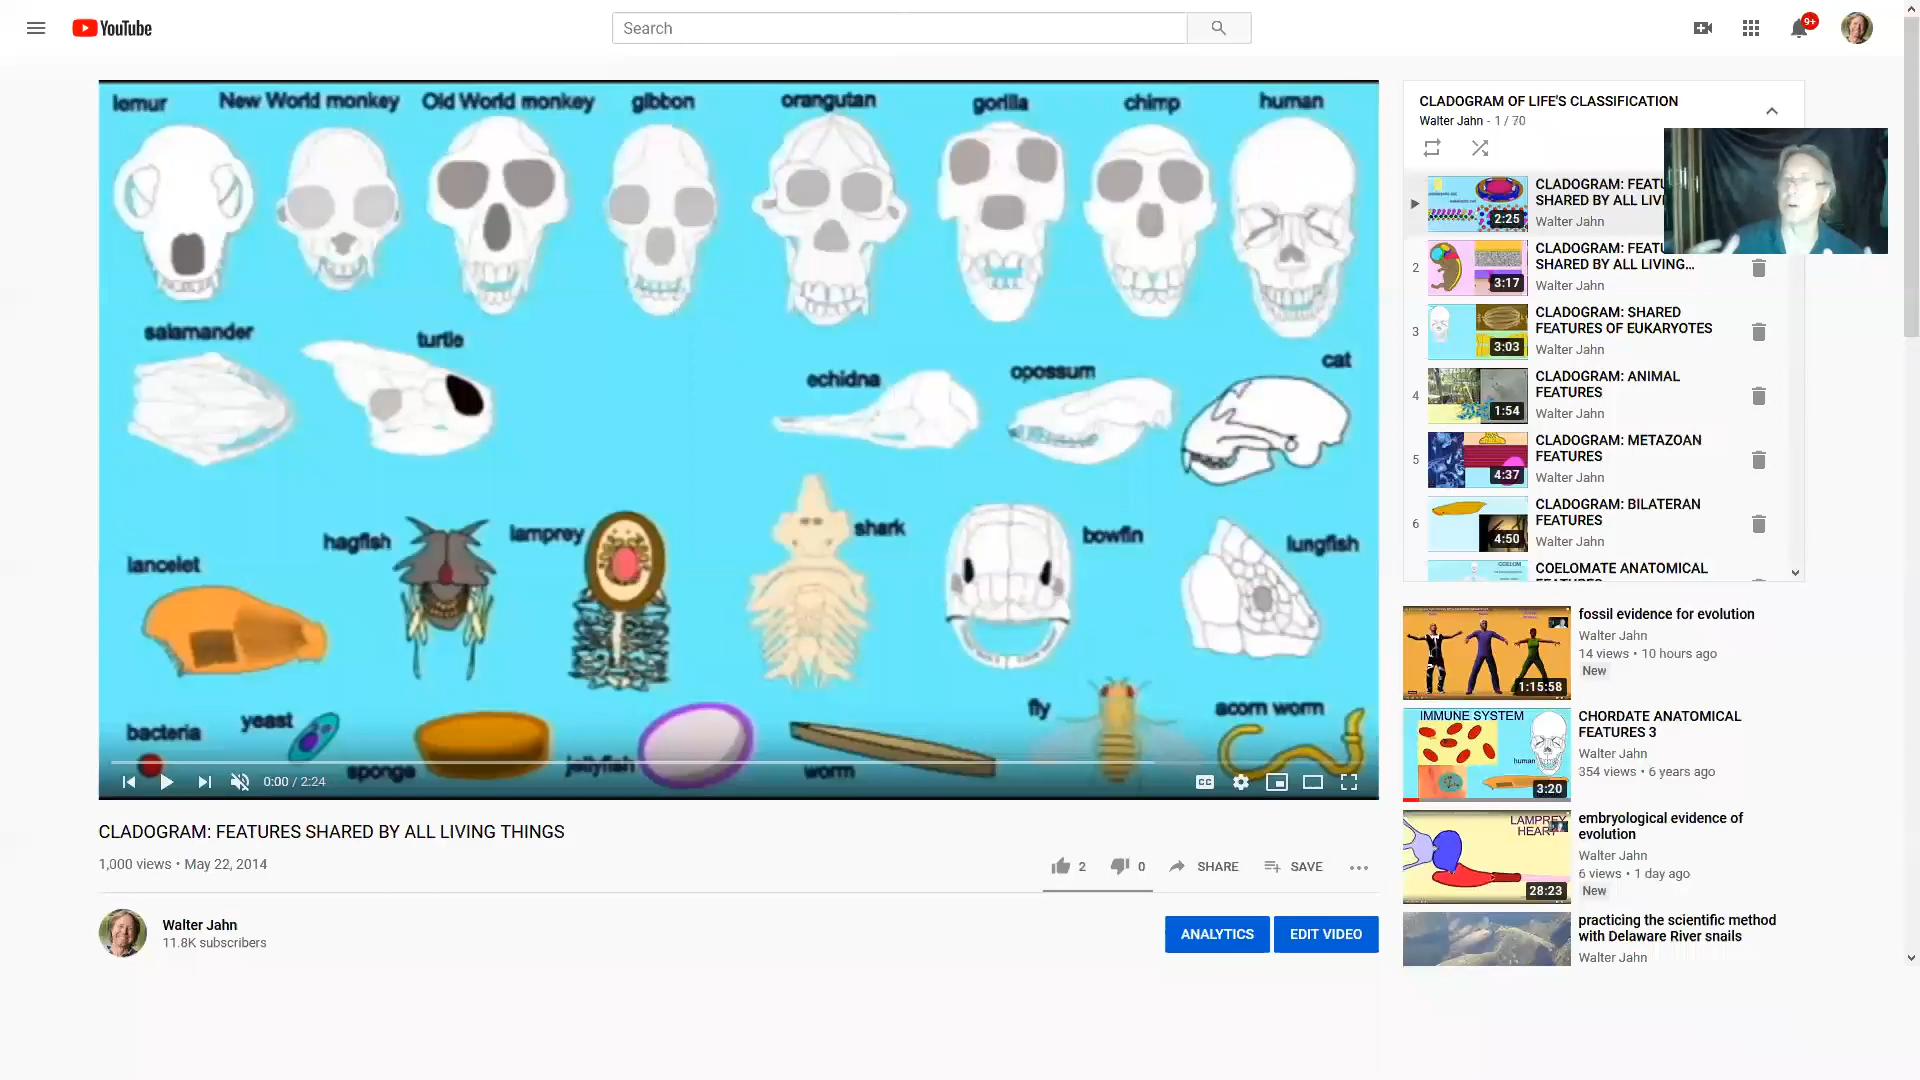 YouTube
Search
9+
lemur
New World monkey
Old World monkey
gibbon
orangutan
gorilla
chimp
human
salamander
turtle
echidna
opossum
cat
lancelet
hagfish
lamprey
shark
bowfin
lungfish
bacteria
yeast
sponge
jellyfish
worm
fly
acorn worm
0:00 / 2:24
CC
CLADOGRAM: FEATURES SHARED BY ALL LIVING THINGS
1,000 views • May 22, 2014
2
0
SHARE
SAVE
Walter Jahn
11.8K subscribers
ANALYTICS
EDIT VIDEO
CLADOGRAM OF LIFE'S CLASSIFICATION
Walter Jahn - 1 / 70
2:25
CLADOGRAM: FEATU
SHARED BY ALL LIVI
Walter Jahn
2
3:17
CLADOGRAM: FEATU
SHARED BY ALL LIVING...
Walter Jahn
3
3:03
CLADOGRAM: SHARED
FEATURES OF EUKARYOTES
Walter Jahn
4
1:54
CLADOGRAM: ANIMAL
FEATURES
Walter Jahn
5
4:37
CLADOGRAM: METAZOAN
FEATURES
Walter Jahn
6
4:50
CLADOGRAM: BILATERAN
FEATURES
Walter Jahn
COELOM
COELOMATE ANATOMICAL
1:15:58
fossil evidence for evolution
Walter Jahn
14 views • 10 hours ago
New
IMMUNE SYSTEM
human
3:20
CHORDATE ANATOMICAL
FEATURES 3
Walter Jahn
354 views • 6 years ago
LAMPREY
HEART
28:23
embryological evidence of
evolution
Walter Jahn
6 views • 1 day ago
New
practicing the scientific method
with Delaware River snails
Walter Jahn